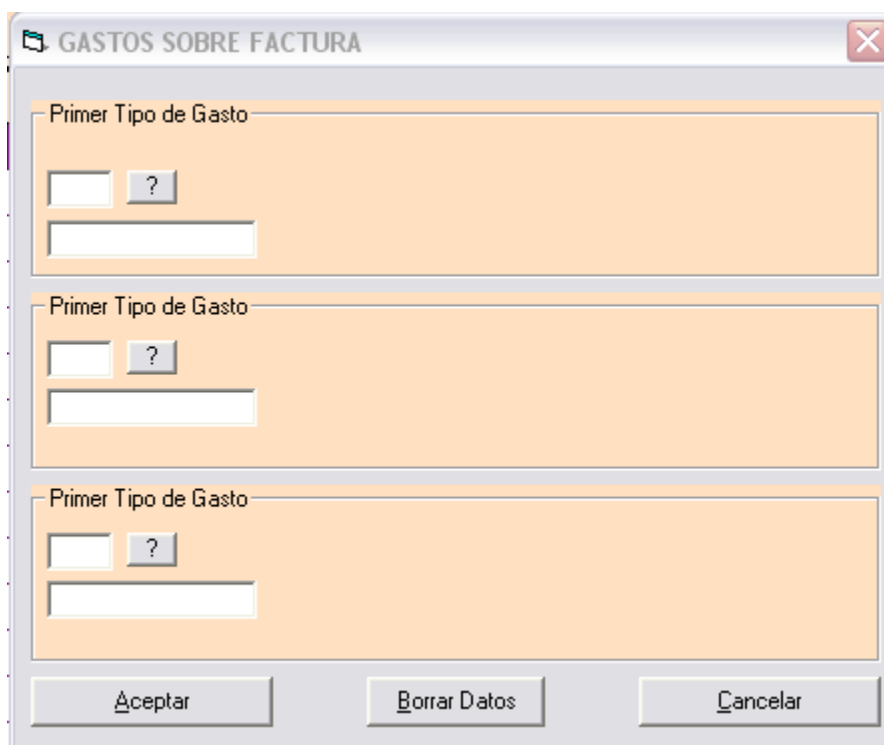 GASTOS SOBRE FACTURA
Primer Tipo de Gasto
?
Primer Tipo de Gasto
?
Primer Tipo de Gasto
?
Aceptar Borrar Datos Cancelar